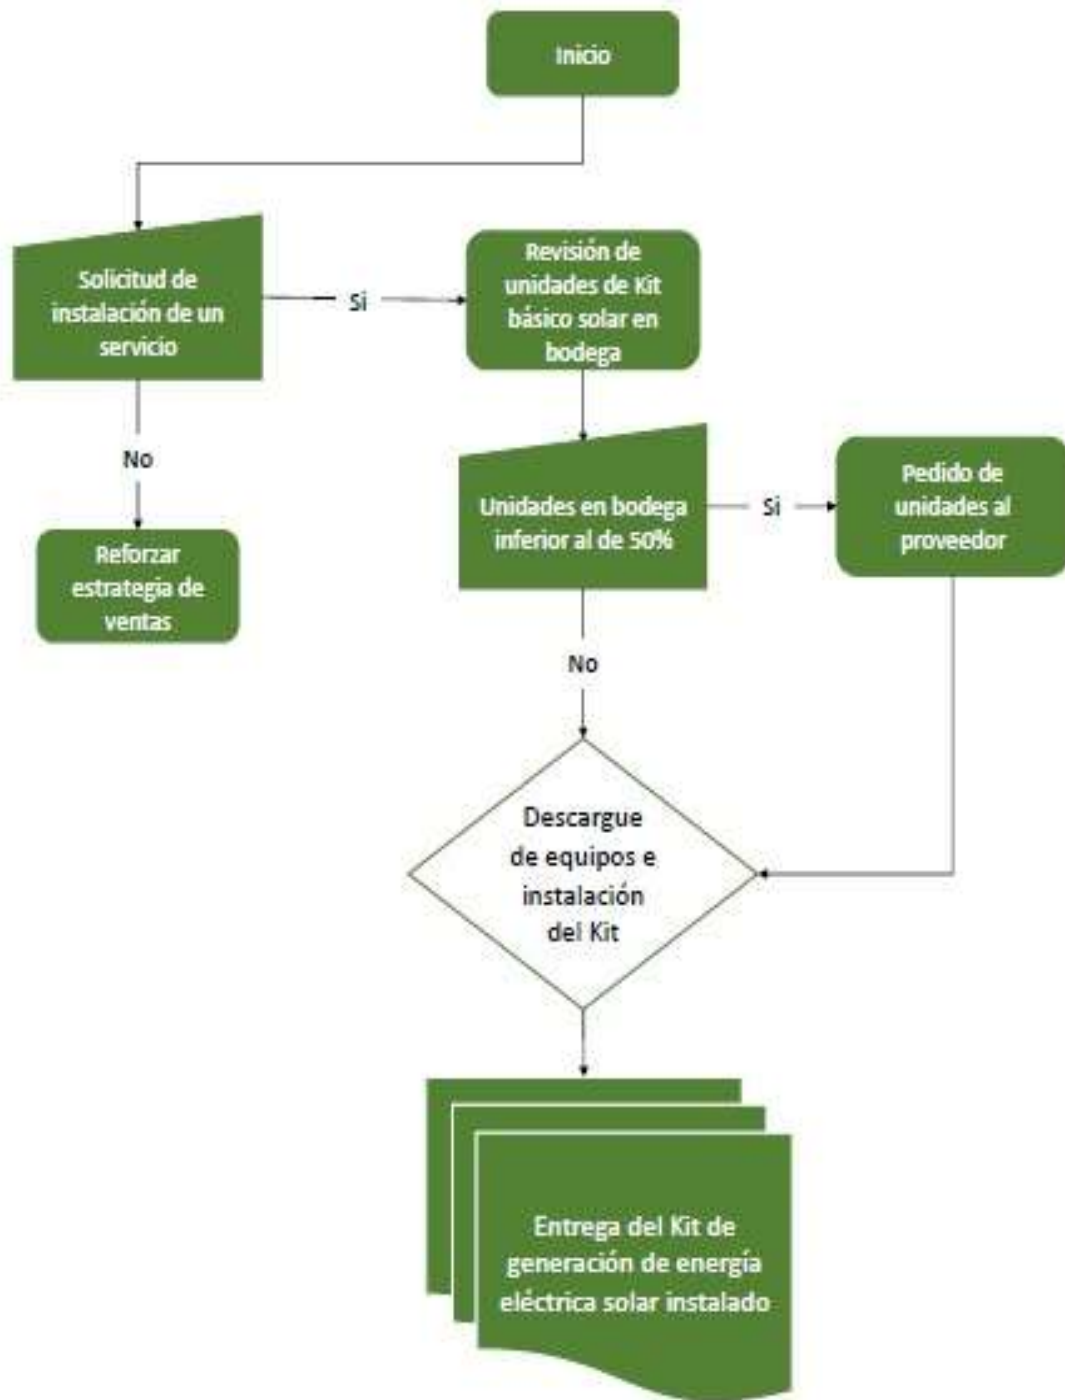 Inicio
Solicitud de
instalación de un
servicio
Si
Revisión de
unidades de Kit
básico solar en
bodega
No
Reforzar
estrategia de
ventas
Unidades en bodega
inferior al de 50%
Si
Pedido de
unidades al
proveedor
No
Descargue
de equipos e
instalación
del Kit
Entrega del Kit de
generación de energía
eléctrica solar instalado